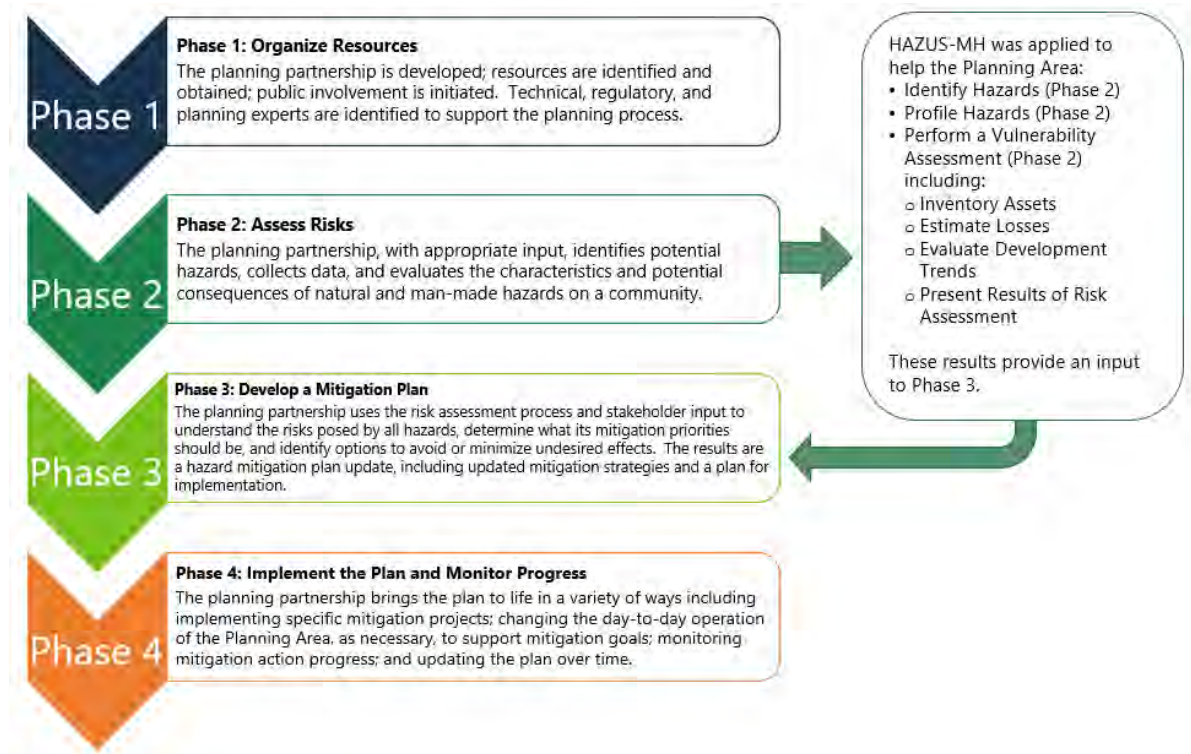 Phase 1
Phase 1: Organize Resources
The planning partnership is developed; resources are identified and
obtained; public involvement is initiated.  Technical, regulatory, and
planning experts are identified to support the planning process.
Phase 2
Phase 2: Assess Risks
The planning partnership, with appropriate input, identifies potential
hazards, collects data, and evaluates the characteristics and potential
consequences of natural and man-made hazards on a community.
HAZUS-MH was applied to
help the Planning Area:
• Identify Hazards (Phase 2)
• Profile Hazards (Phase 2)
• Perform a Vulnerability
Assessment (Phase 2)
including:
o Inventory Assets
o Estimate Losses
o Evaluate Development
Trends
o Present Results of Risk
Assessment
These results provide an input
to Phase 3.
Phase 3
Phase 3: Develop a Mitigation Plan
The planning partnership uses the risk assessment process and stakeholder input to
understand the risks posed by all hazards, determine what its mitigation priorities
should be, and identify options to avoid or minimize undesired effects.  The results are
a hazard mitigation plan update, including updated mitigation strategies and a plan for
implementation.
Phase 4
Phase 4: Implement the Plan and Monitor Progress
The planning partnership brings the plan to life in a variety of ways including
implementing specific mitigation projects; changing the day-to-day operation
of the Planning Area, as necessary, to support mitigation goals; monitoring
mitigation action progress; and updating the plan over time.